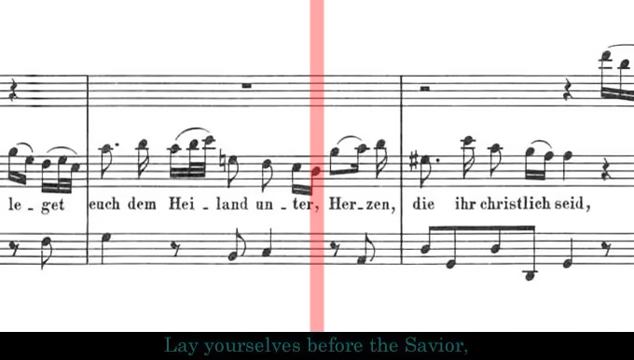 le - get euch dem Hei - land un - ter, Her - zen, die ihr christlich seid,
Lay yourselves before the Savior,